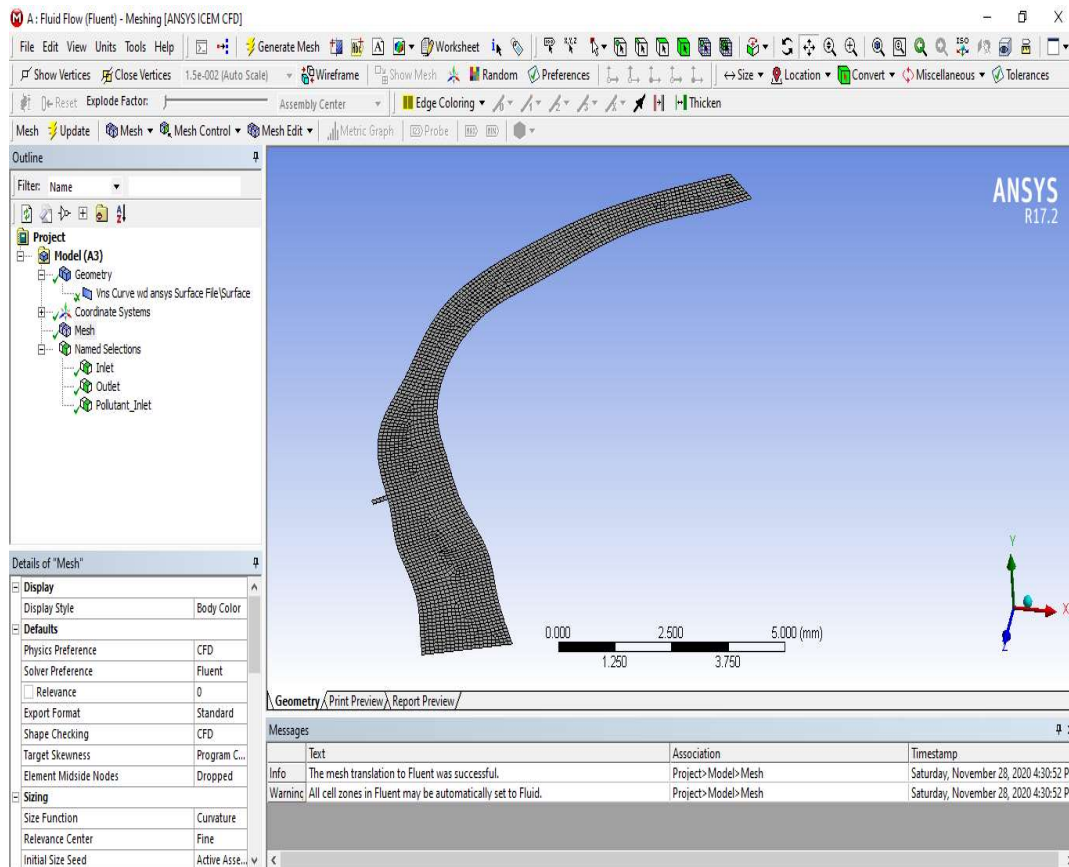 A : Fluid Flow (Fluent) - Meshing [ANSYS ICEM CFD]
File Edit View Units Tools Help Generate Mesh Worksheet
Show Vertices Close Vertices 1.5e-002 (Auto Scale) Wireframe Show Mesh Random Preferences Size Location Convert Miscellaneous Tolerances
Reset Explode Factor: Assembly Center Edge Coloring Thicken
Mesh Update Mesh Mesh Control Mesh Edit Metric Graph Probe
Outline
Filter: Name
Project
Model (A3)
Geometry
Vns Curve wd ansys Surface File\Surface
Coordinate Systems
Mesh
Named Selections
Inlet
Outlet
Pollutant_Inlet
ANSYS
R17.2
Y
X
Z
0.000 2.500 5.000 (mm)
1.250 3.750
Details of "Mesh"
Display
Display Style Body Color
Defaults
Physics Preference CFD
Solver Preference Fluent
Relevance 0
Export Format Standard
Shape Checking CFD
Target Skewness Program C...
Element Midside Nodes Dropped
Sizing
Size Function Curvature
Relevance Center Fine
Initial Size Seed Active Asse...
Geometry Print Preview Report Preview
Messages
Text Association Timestamp
Info The mesh translation to Fluent was successful. Project>Model>Mesh Saturday, November 28, 2020 4:30:52 P
Warning All cell zones in Fluent may be automatically set to Fluid. Project>Model>Mesh Saturday, November 28, 2020 4:30:52 P